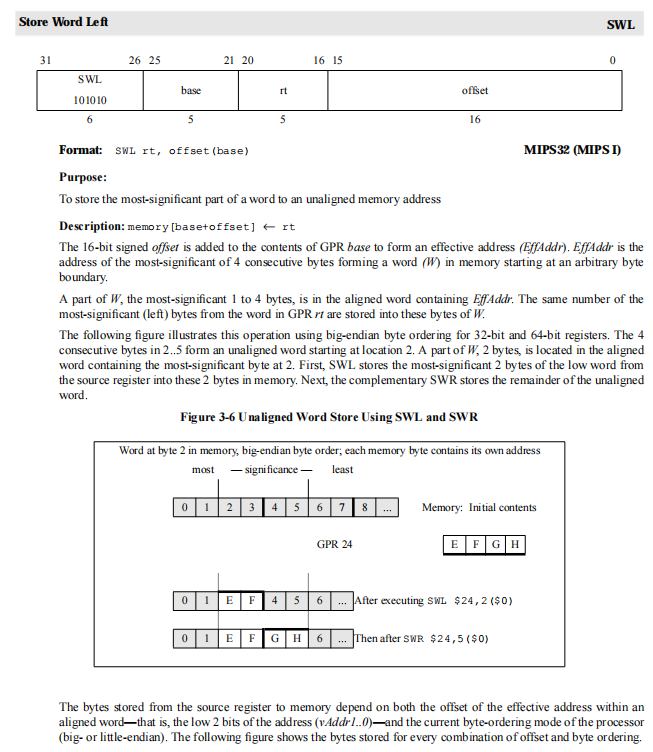 Store Word Left SWL
31 26 25 21 20 16 15 0
SWL base rt offset
101010
6 5 5 16
Format: SWL rt, offset(base) MIPS32 (MIPS I)
Purpose:
To store the most-significant part of a word to an unaligned memory address
Description: memory[base+offset] ← rt
The 16-bit signed offset is added to the contents of GPR base to form an effective address (EffAddr). EffAddr is the
address of the most-significant of 4 consecutive bytes forming a word (W) in memory starting at an arbitrary byte
boundary.
A part of W, the most-significant 1 to 4 bytes, is in the aligned word containing EffAddr. The same number of the
most-significant (left) bytes from the word in GPR rt are stored into these bytes of W.
The following figure illustrates this operation using big-endian byte ordering for 32-bit and 64-bit registers. The 4
consecutive bytes in 2..5 form an unaligned word starting at location 2. A part of W, 2 bytes, is located in the aligned
word containing the most-significant byte at 2. First, SWL stores the most-significant 2 bytes of the low word from
the source register into these 2 bytes in memory. Next, the complementary SWR stores the remainder of the unaligned
word.
Figure 3-6 Unaligned Word Store Using SWL and SWR
Word at byte 2 in memory, big-endian byte order; each memory byte contains its own address
most — significance — least
0 1 2 3 4 5 6 7 8 ... Memory: Initial contents
GPR 24 E F G H
0 1 E F 4 5 6 ... After executing SWL $24,2($0)
0 1 E F G H 6 ... Then after SWR $24,5($0)
The bytes stored from the source register to memory depend on both the offset of the effective address within an
aligned word—that is, the low 2 bits of the address (vAddr1..0)—and the current byte-ordering mode of the processor
(big- or little-endian). The following figure shows the bytes stored for every combination of offset and byte ordering.